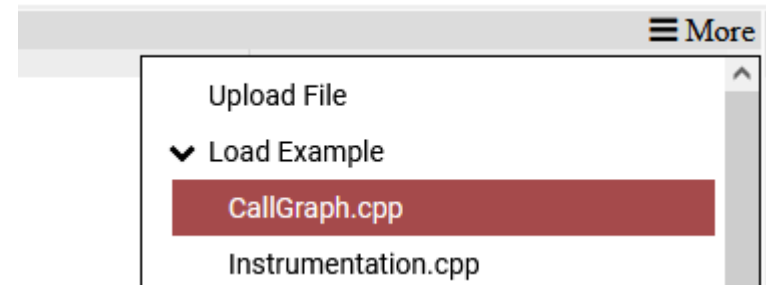 More
Upload File
Load Example
CallGraph.cpp
Instrumentation.cpp